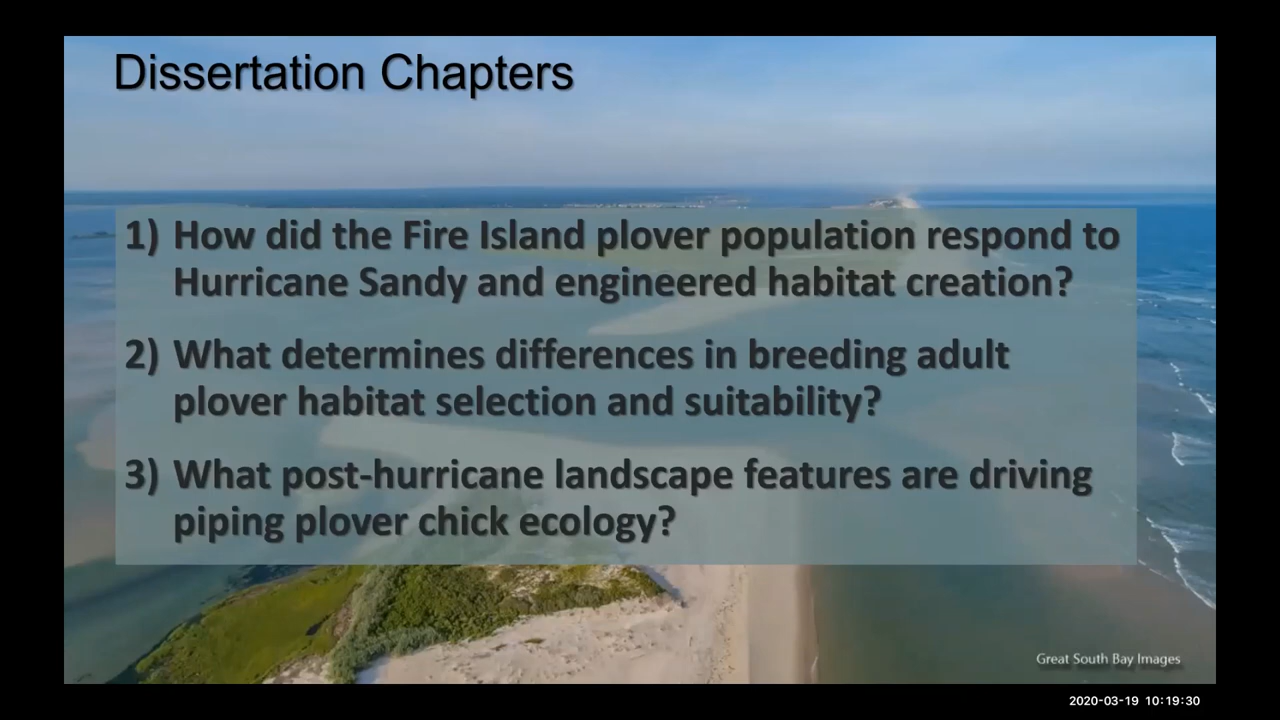 Dissertation Chapters
1) How did the Fire Island plover population respond to
Hurricane Sandy and engineered habitat creation?
2) What determines differences in breeding adult
plover habitat selection and suitability?
3) What post-hurricane landscape features are driving
piping plover chick ecology?
Great South Bay Images
2020-03-19 10:19:30